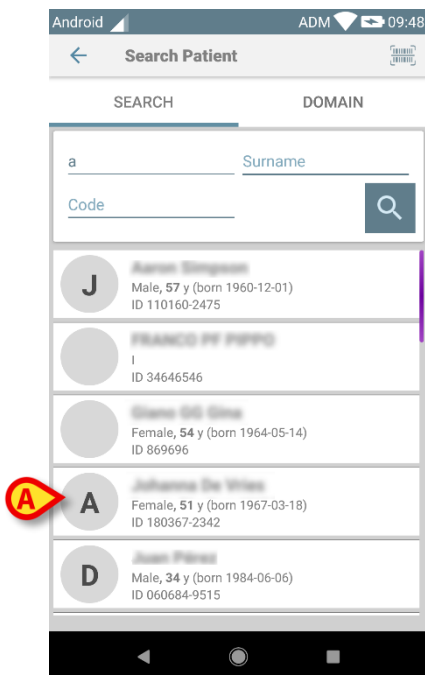 Android ADM 09:48
Search Patient
SEARCH DOMAIN
a Surname
Code
J
Male, 57 y (born 1960-12-01)
ID 110160-2475
I
ID 34646546
Female, 54 y (born 1964-05-14)
ID 869696
A
A
Female, 51 y (born 1967-03-18)
ID 180367-2342
D
Male, 34 y (born 1984-06-06)
ID 060684-9515